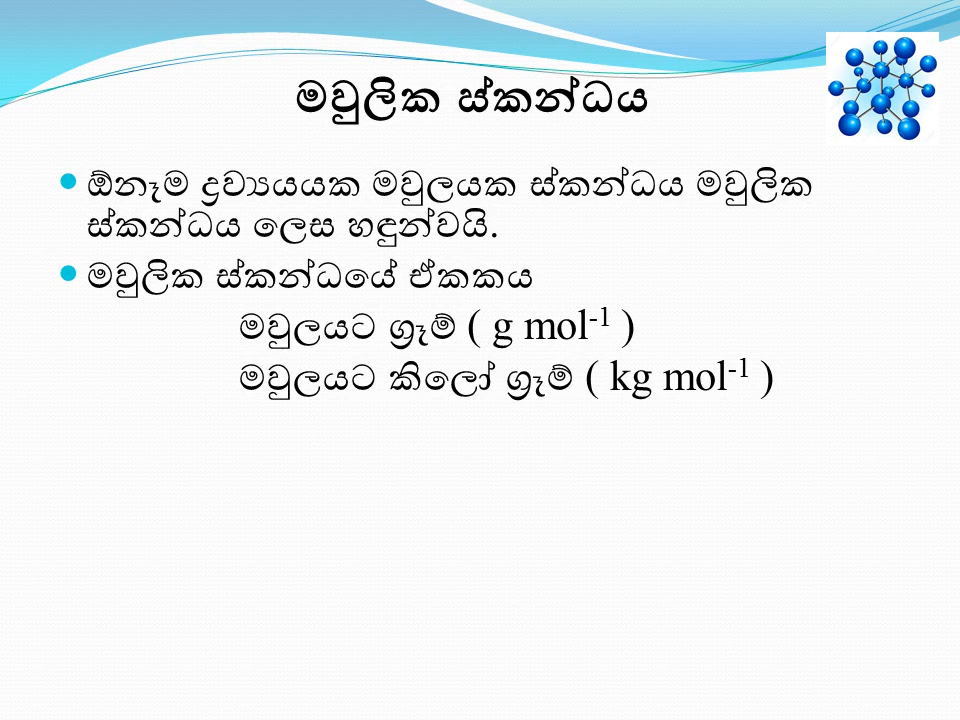 මවුලික ස්කන්ධය
ඕනෑම ද්‍රව්‍යයයක මවුලයක ස්කන්ධය මවුලික
ස්කන්ධය ලෙස හඳුන්වයි.
මවුලික ස්කන්ධයේ ඒකකය
මවුලයට ග්‍රෑම් ( g mol⁻¹ )
මවුලයට කිලෝ ග්‍රෑම් ( kg mol⁻¹ )